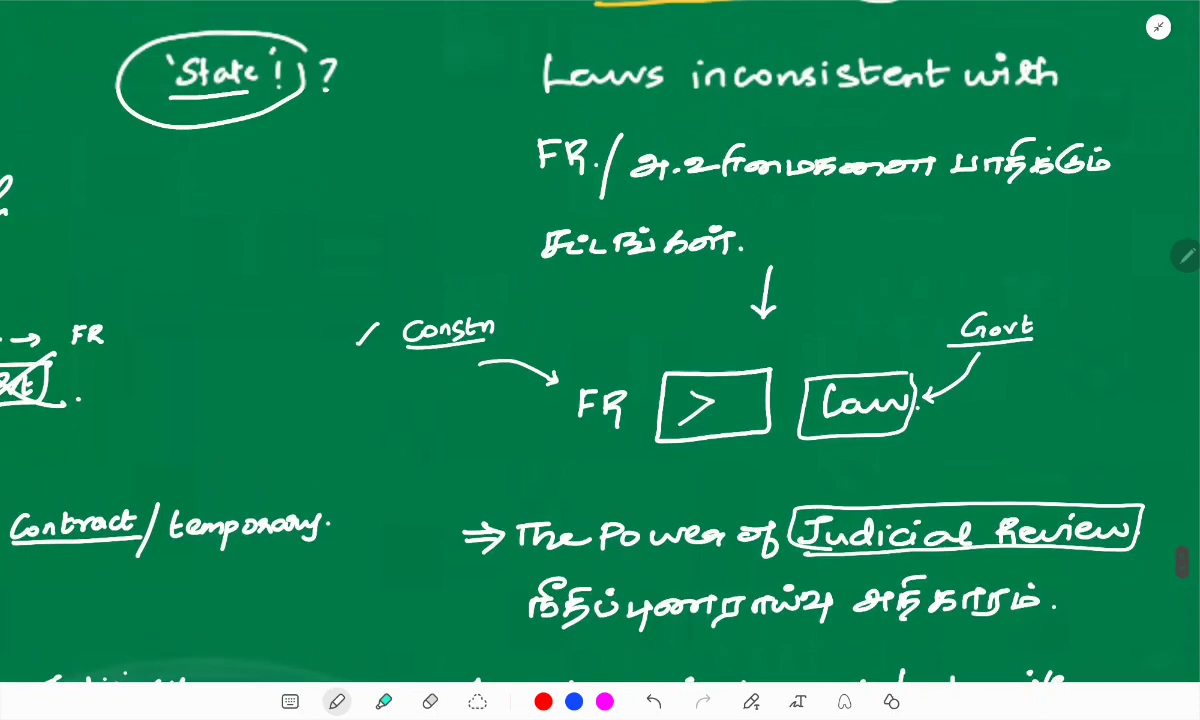 'State'! ?
Laws inconsistent with
FR. / அ.உரிமைகளை பாதிக்கும்
சட்டங்கள்.
→ FR
Constn
Govt
FR > Law.
Contract / temporary.
⇒ The Power of Judicial Review
நீதிப்புனராய்வு அதிகாரம்.